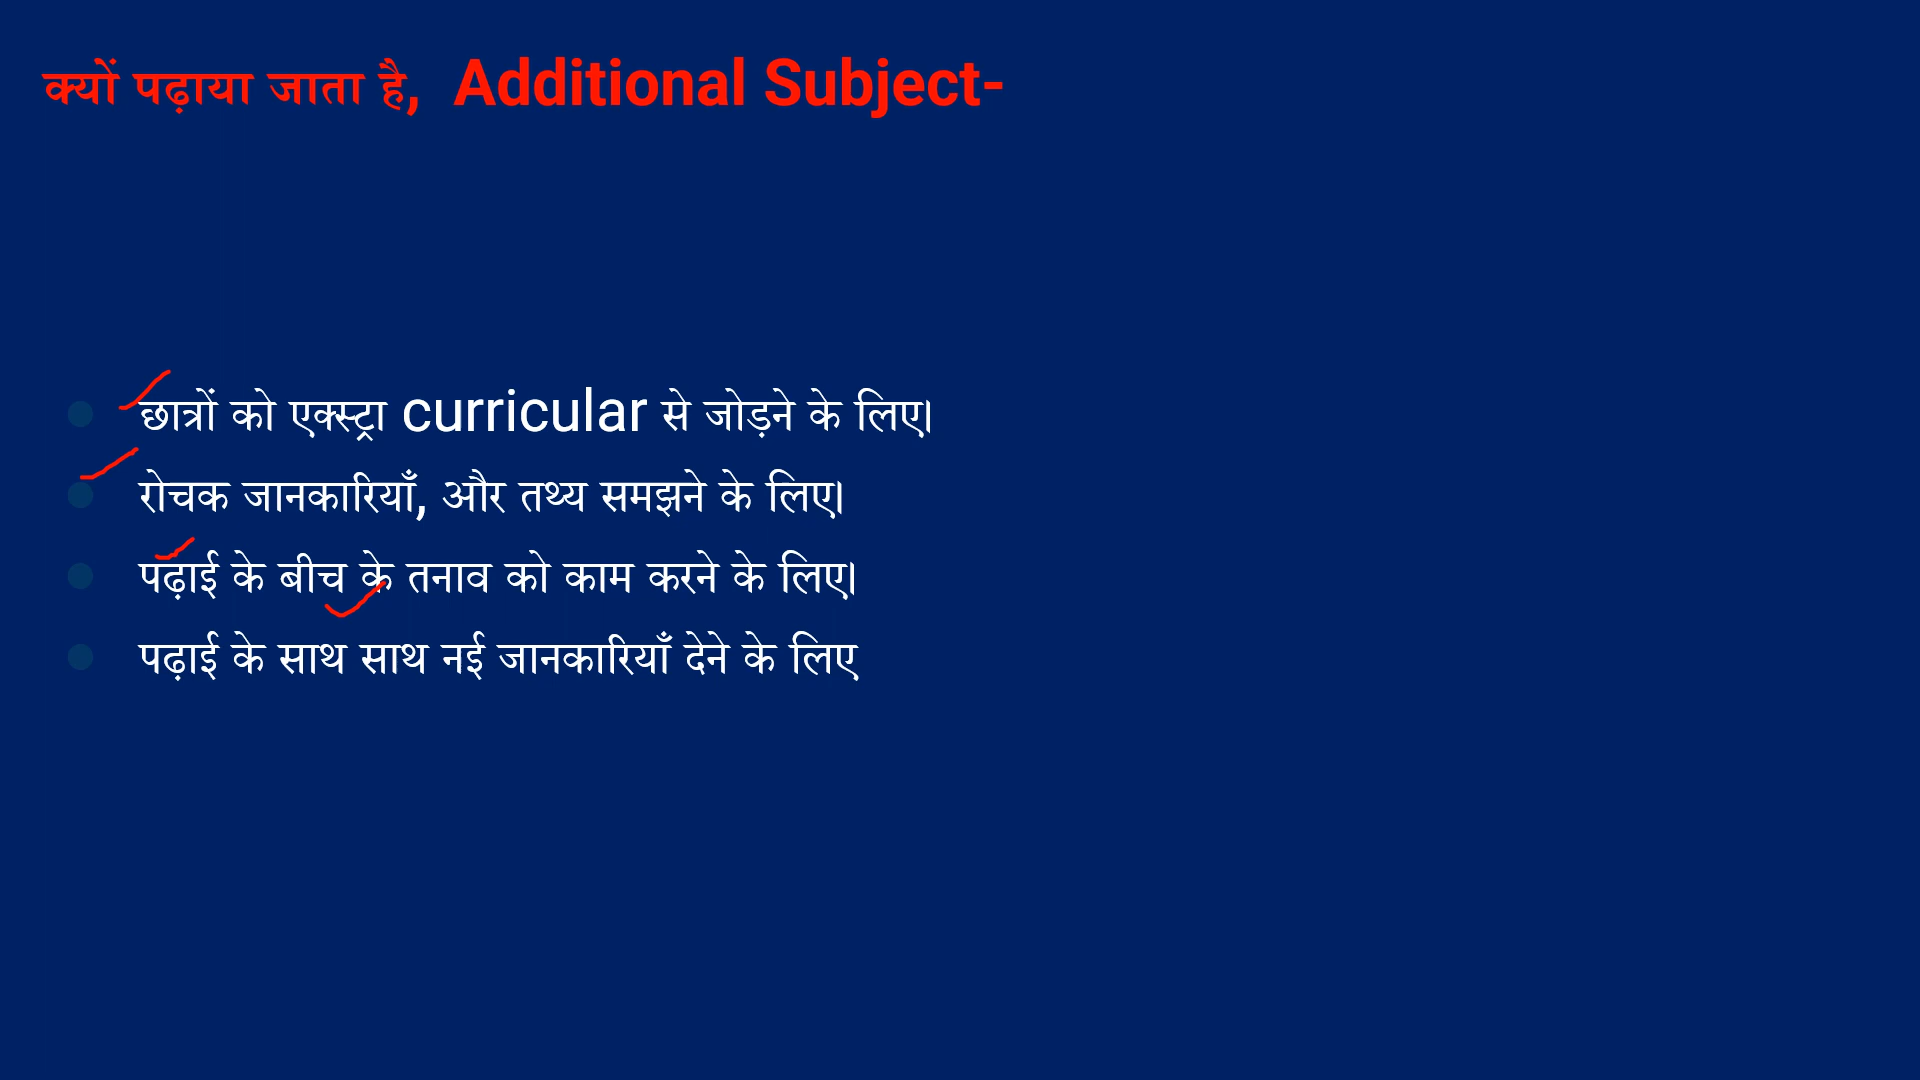 क्यों पढ़ाया जाता है, Additional Subject-
छात्रों को एक्स्ट्रा curricular से जोड़ने के लिए।
रोचक जानकारियाँ, और तथ्य समझने के लिए।
पढ़ाई के बीच के तनाव को काम करने के लिए।
पढ़ाई के साथ साथ नई जानकारियाँ देने के लिए